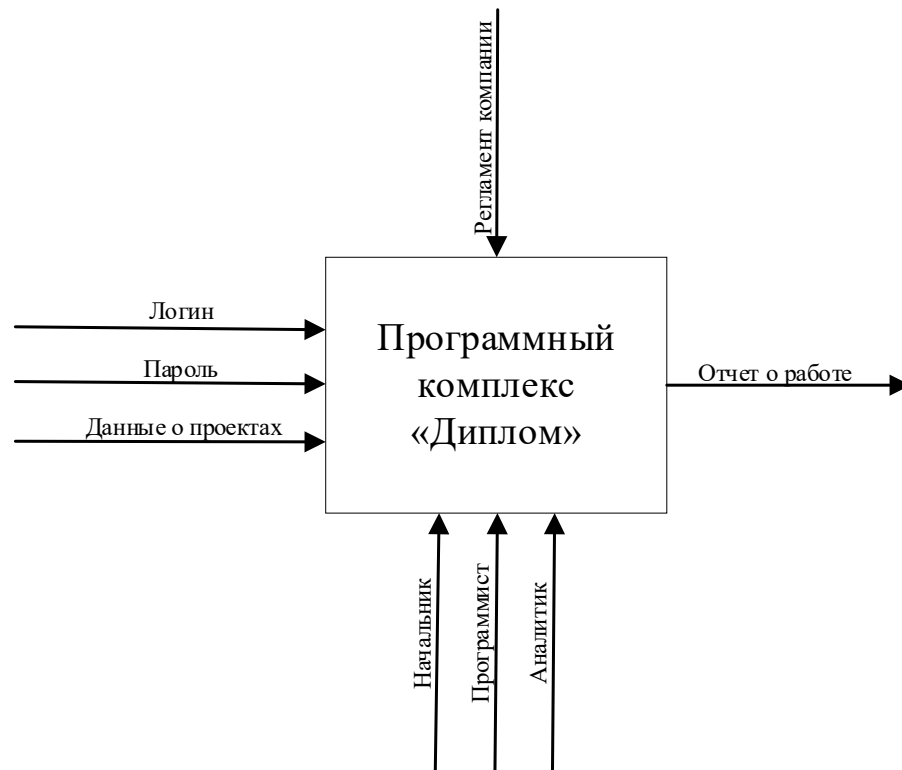 Регламент компании
Логин
Пароль
Данные о проектах
Программный
комплекс
«Диплом»
Отчет о работе
Начальник
Программист
Аналитик